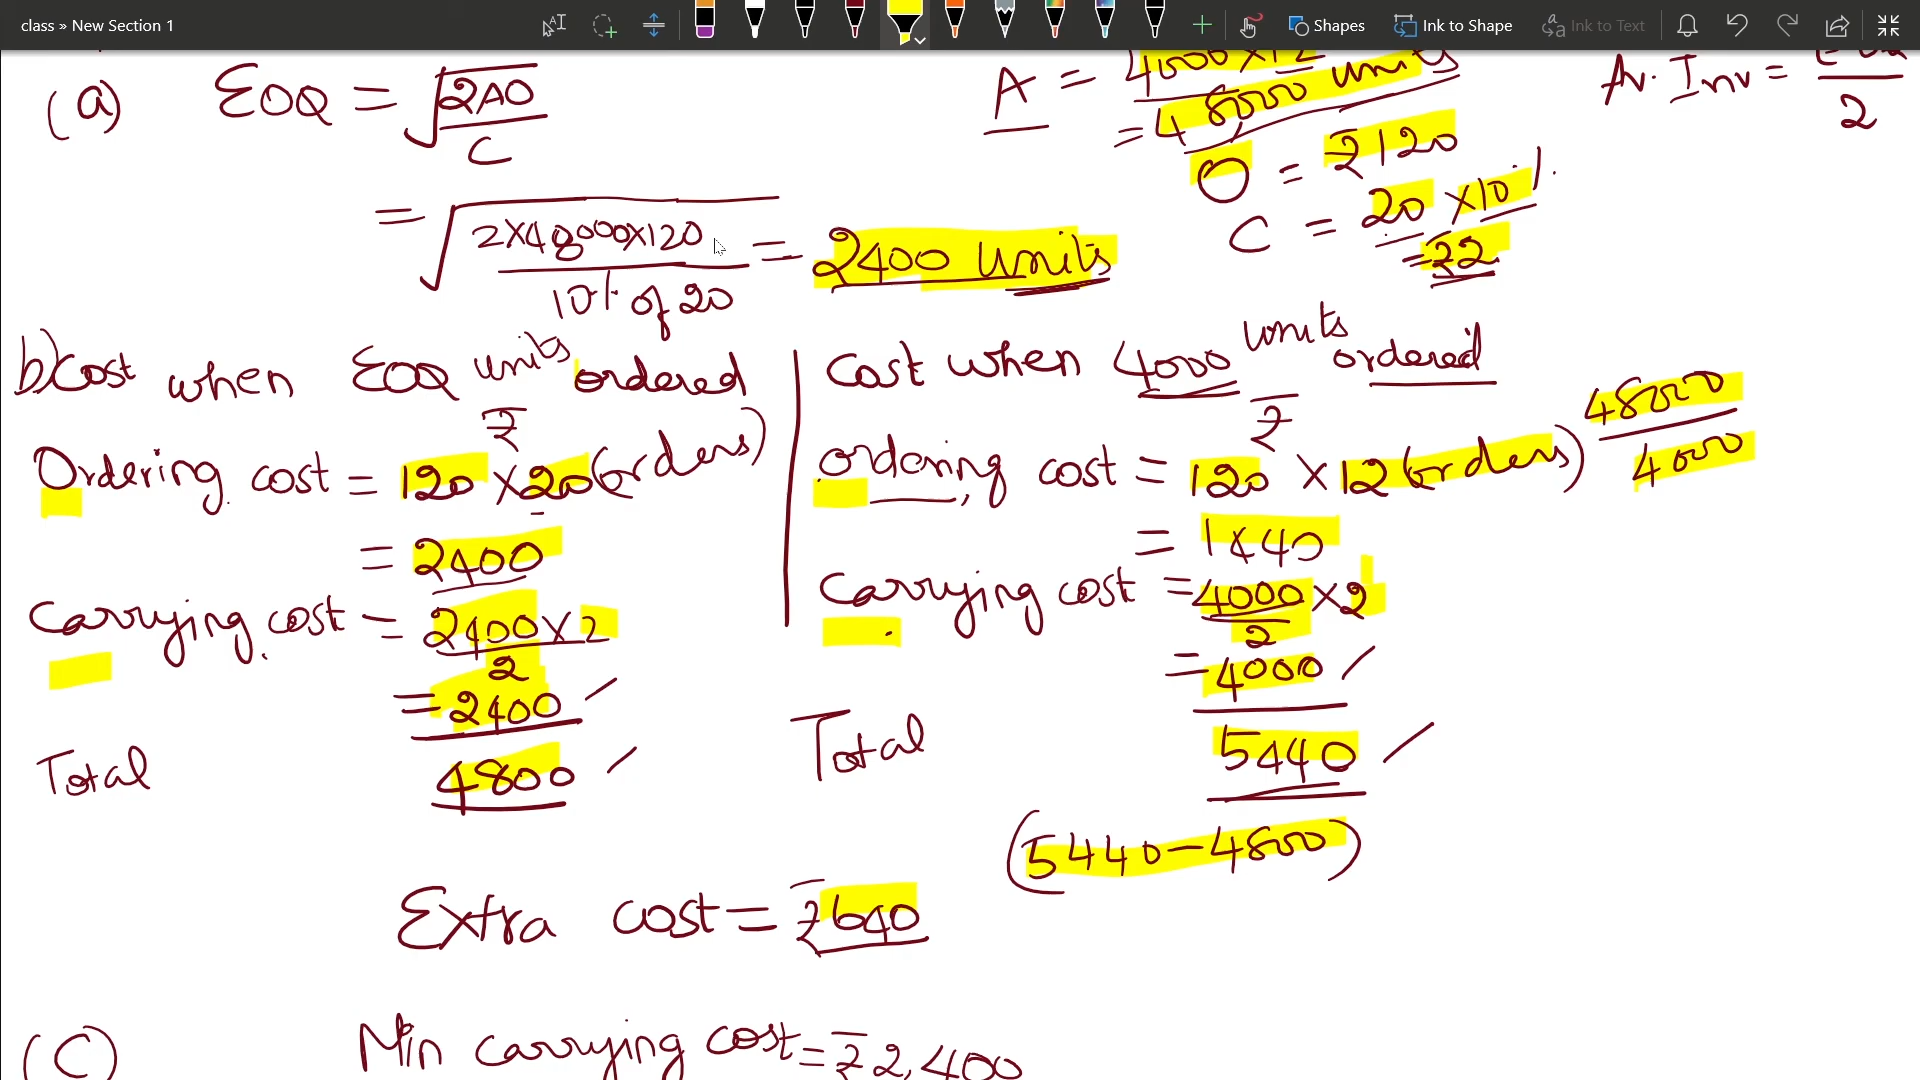 class » New Section 1
Shapes
Ink to Shape
Ink to Text
(a) EOQ = √2AO/C
A = 4000 x 12
= 48000 units
O = ₹120
C = 20 x 10%
= ₹2
Av. Inv =
2
= √2x48000x120 / 10% of 20 = 2400 units
b) Cost when EOQ units ordered
₹
Ordering cost = 120 x 20 (orders)
= 2400
Carrying cost = 2400 x 2 / 2
= 2400
Total 4800
Cost when 4000 units ordered
₹
Ordering cost = 120 x 12 (orders) 48000 / 4000
= 1440
Carrying cost = 4000 / 2 x 2
= 4000
Total 5440
(5440 - 4800)
Extra cost = ₹640
(C) Min carrying cost = ₹2,400